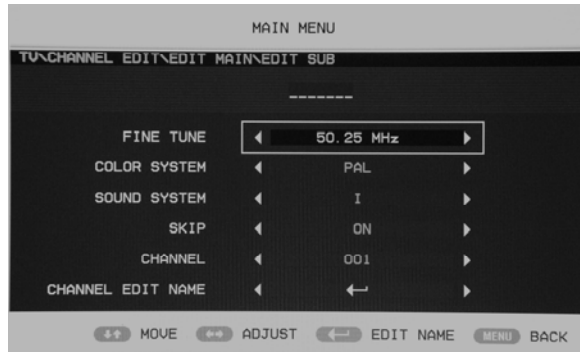 MAIN MENU
TV\CHANNEL EDIT\EDIT MAIN\EDIT SUB
-------
FINE TUNE 50.25 MHz
COLOR SYSTEM PAL
SOUND SYSTEM I
SKIP ON
CHANNEL 001
CHANNEL EDIT NAME
MOVE ADJUST EDIT NAME MENU BACK